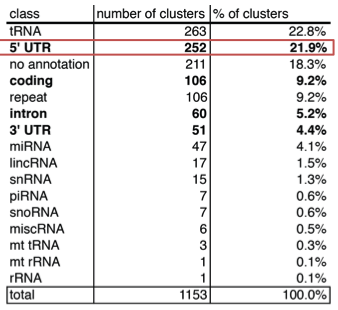 class number of clusters % of clusters
tRNA 263 22.8%
5' UTR 252 21.9%
no annotation 211 18.3%
coding 106 9.2%
repeat 106 9.2%
intron 60 5.2%
3' UTR 51 4.4%
miRNA 47 4.1%
lincRNA 17 1.5%
snRNA 15 1.3%
piRNA 7 0.6%
snoRNA 7 0.6%
miscRNA 6 0.5%
mt tRNA 3 0.3%
mt rRNA 1 0.1%
rRNA 1 0.1%
total 1153 100.0%